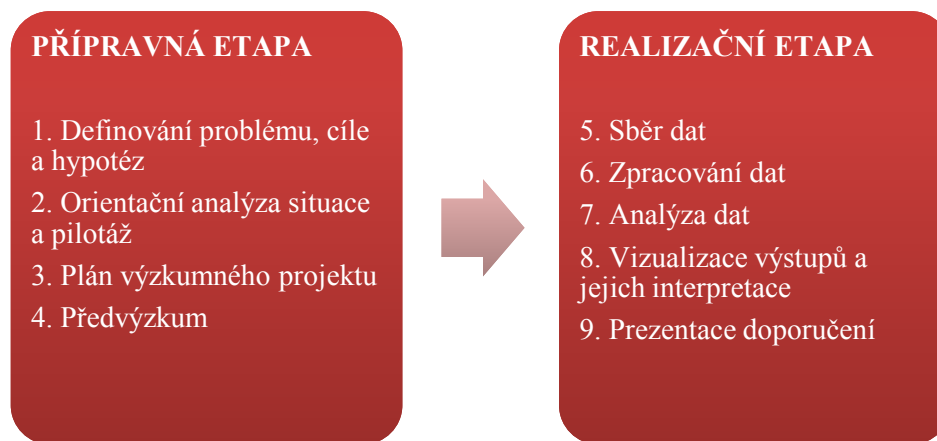 PŘÍPRAVNÁ ETAPA
1. Definování problému, cíle
a hypotéz
2. Orientační analýza situace
a pilotáž
3. Plán výzkumného projektu
4. Předvýzkum
REALIZAČNÍ ETAPA
5. Sběr dat
6. Zpracování dat
7. Analýza dat
8. Vizualizace výstupů a
jejich interpretace
9. Prezentace doporučení